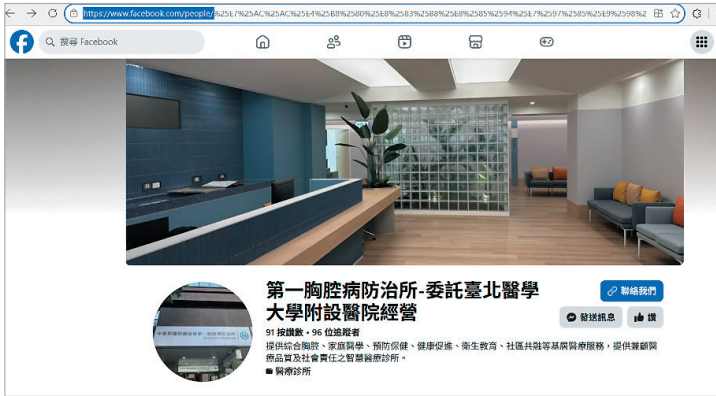 https://www.facebook.com/people/%25E7%25AC%25AC%25E4%25B8%2580%25E8%2583%25B8%25E8%2585%2594%25E7%2597%2585%25E9%2598%2
搜尋 Facebook
第一胸腔病防治所-委託臺北醫學
大學附設醫院經營
聯絡我們
發送訊息
讚
91 按讚數 • 96 位追蹤者
提供綜合胸腔、家庭醫學、預防保健、健康促進、衛生教育、社區共融等基層醫療服務，提供兼顧醫
療品質及社會責任之智慧醫療診所。
醫療診所